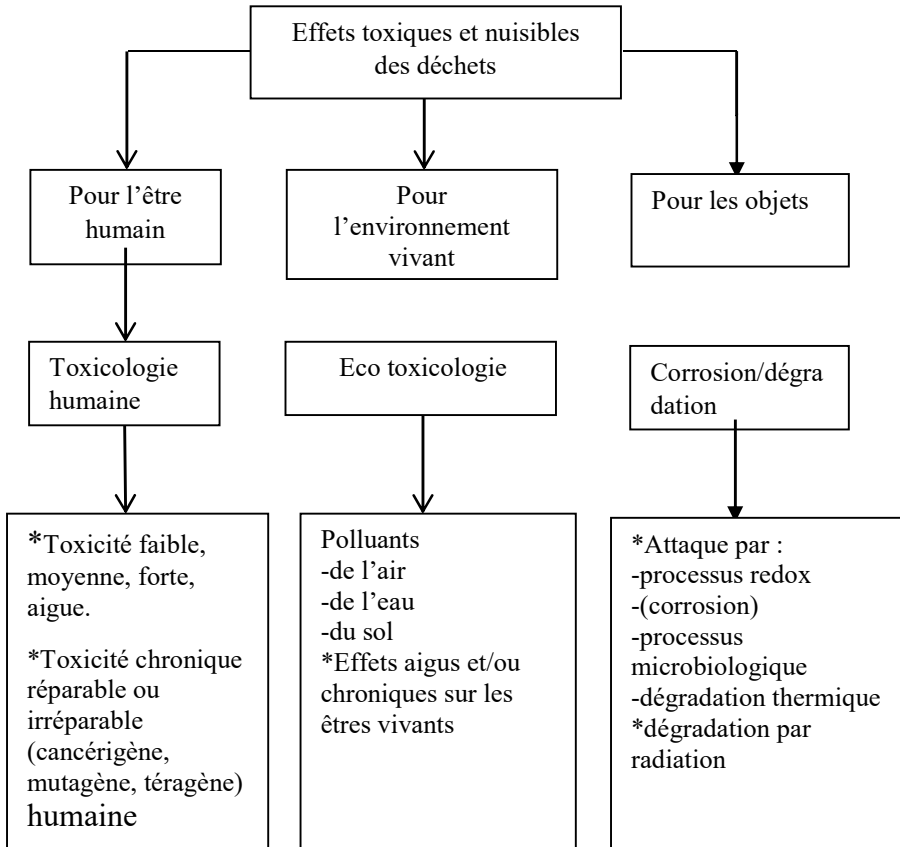 Effets toxiques et nuisibles
des déchets
Pour l'être
humain
Pour
l'environnement
vivant
Pour les objets
Toxicologie
humaine
Eco toxicologie
Corrosion/dégra
dation
*Toxicité faible,
moyenne, forte,
aigue.
*Toxicité chronique
réparable ou
irréparable
(cancérigène,
mutagène, téragène)
humaine
Polluants
-de l'air
-de l'eau
-du sol
*Effets aigus et/ou
chroniques sur les
êtres vivants
*Attaque par :
-processus redox
-(corrosion)
-processus
microbiologique
-dégradation thermique
*dégradation par
radiation